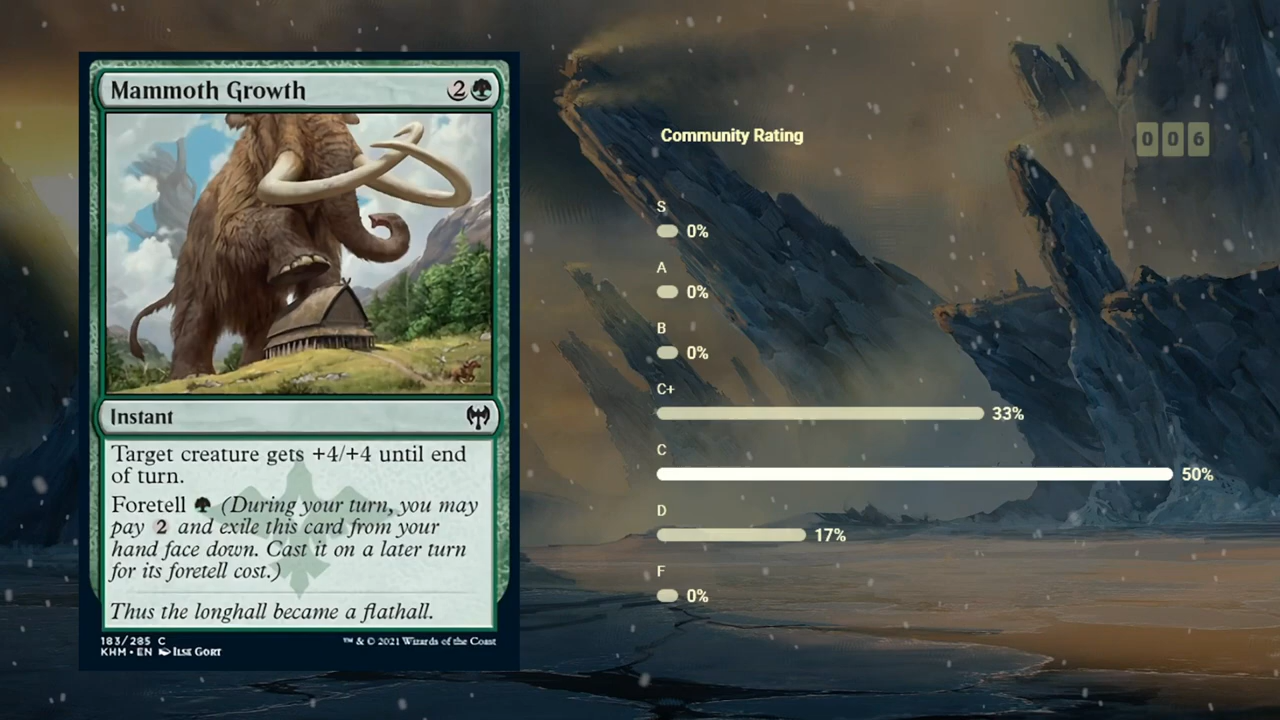 Mammoth Growth 2
Instant
Target creature gets +4/+4 until end
of turn.
Foretell (During your turn, you may
pay 2 and exile this card from your
hand face down. Cast it on a later turn
for its foretell cost.)
Thus the longhall became a flathall.
183/285 C
KHM • EN Ilse Gort
™ & © 2021 Wizards of the Coast
Community Rating
006
S
0%
A
0%
B
0%
C+
33%
C
50%
D
17%
F
0%